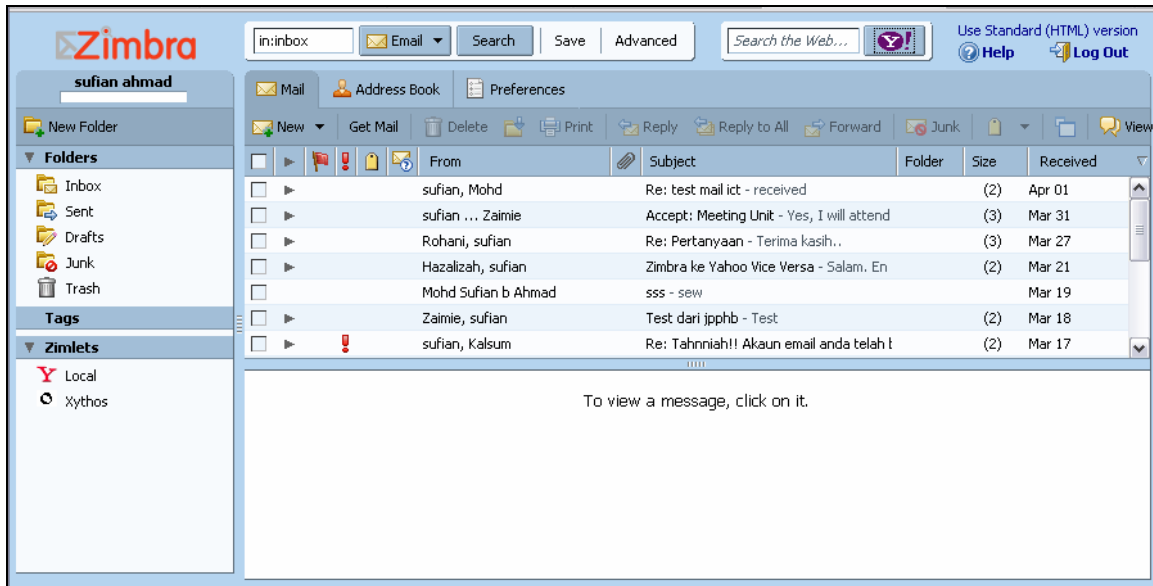 Zimbra
in:inbox Email Search Save Advanced Search the Web... Y! Use Standard (HTML) version
Help Log Out
sufian ahmad
Mail Address Book Preferences
New Folder
New Get Mail Delete Print Reply Reply to All Forward Junk View
Folders
From Subject Folder Size Received
Inbox
Sent
Drafts
Junk
Trash
Tags
Zimlets
Y Local
Xythos
sufian, Mohd Re: test mail ict - received (2) Apr 01
sufian ... Zaimie Accept: Meeting Unit - Yes, I will attend (3) Mar 31
Rohani, sufian Re: Pertanyaan - Terima kasih.. (3) Mar 27
Hazalizah, sufian Zimbra ke Yahoo Vice Versa - Salam. En (2) Mar 21
Mohd Sufian b Ahmad sss - sew Mar 19
Zaimie, sufian Test dari jpphb - Test (2) Mar 18
sufian, Kalsum Re: Tahnniah!! Akaun email anda telah t (2) Mar 17
To view a message, click on it.